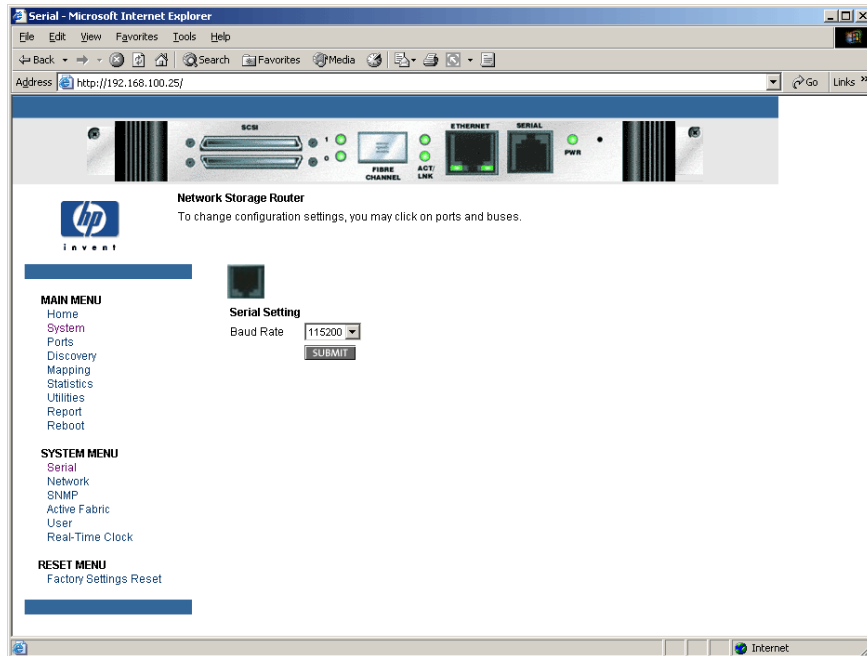 Serial - Microsoft Internet Explorer
File Edit View Favorites Tools Help
Back Search Favorites Media
Address http://192.168.100.25/ Go Links »
SCSI ETHERNET SERIAL
1
0
FIBRE CHANNEL ACT/ LNK PWR
hp
invent
Network Storage Router
To change configuration settings, you may click on ports and buses.
Serial Setting
Baud Rate 115200
SUBMIT
MAIN MENU
Home
System
Ports
Discovery
Mapping
Statistics
Utilities
Report
Reboot
SYSTEM MENU
Serial
Network
SNMP
Active Fabric
User
Real-Time Clock
RESET MENU
Factory Settings Reset
Internet